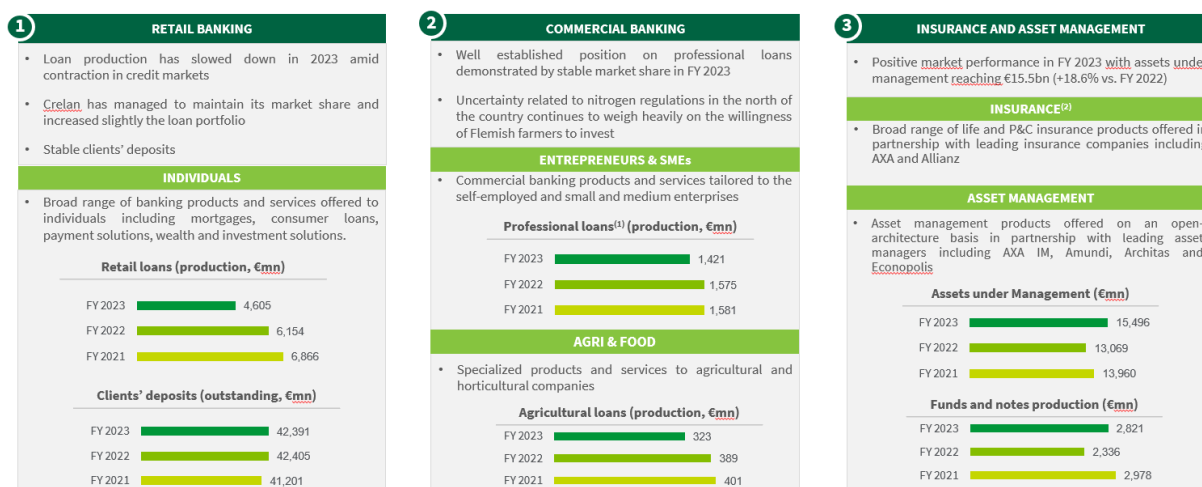 1
RETAIL BANKING
• Loan production has slowed down in 2023 amid
contraction in credit markets
• Crelan has managed to maintain its market share and
increased slightly the loan portfolio
• Stable clients' deposits
INDIVIDUALS
• Broad range of banking products and services offered to
individuals including mortgages, consumer loans,
payment solutions, wealth and investment solutions.
Retail loans (production, €mn)
FY 2023 4,605
FY 2022 6,154
FY 2021 6,866
Clients' deposits (outstanding, €mn)
FY 2023 42,391
FY 2022 42,405
FY 2021 41,201
2
COMMERCIAL BANKING
• Well established position on professional loans
demonstrated by stable market share in FY 2023
• Uncertainty related to nitrogen regulations in the north of
the country continues to weigh heavily on the willingness
of Flemish farmers to invest
ENTREPRENEURS & SMEs
• Commercial banking products and services tailored to the
self-employed and small and medium enterprises
Professional loans(1) (production, €mn)
FY 2023 1,421
FY 2022 1,575
FY 2021 1,581
AGRI & FOOD
• Specialized products and services to agricultural and
horticultural companies
Agricultural loans (production, €mn)
FY 2023 323
FY 2022 389
FY 2021 401
3
INSURANCE AND ASSET MANAGEMENT
• Positive market performance in FY 2023 with assets unde
management reaching €15.5bn (+18.6% vs. FY 2022)
INSURANCE(2)
• Broad range of life and P&C insurance products offered i
partnership with leading insurance companies includin
AXA and Allianz
ASSET MANAGEMENT
• Asset management products offered on an open-
architecture basis in partnership with leading asset
managers including AXA IM, Amundi, Architas and
Econopolis
Assets under Management (€mn)
FY 2023 15,496
FY 2022 13,069
FY 2021 13,960
Funds and notes production (€mn)
FY 2023 2,821
FY 2022 2,336
FY 2021 2,978